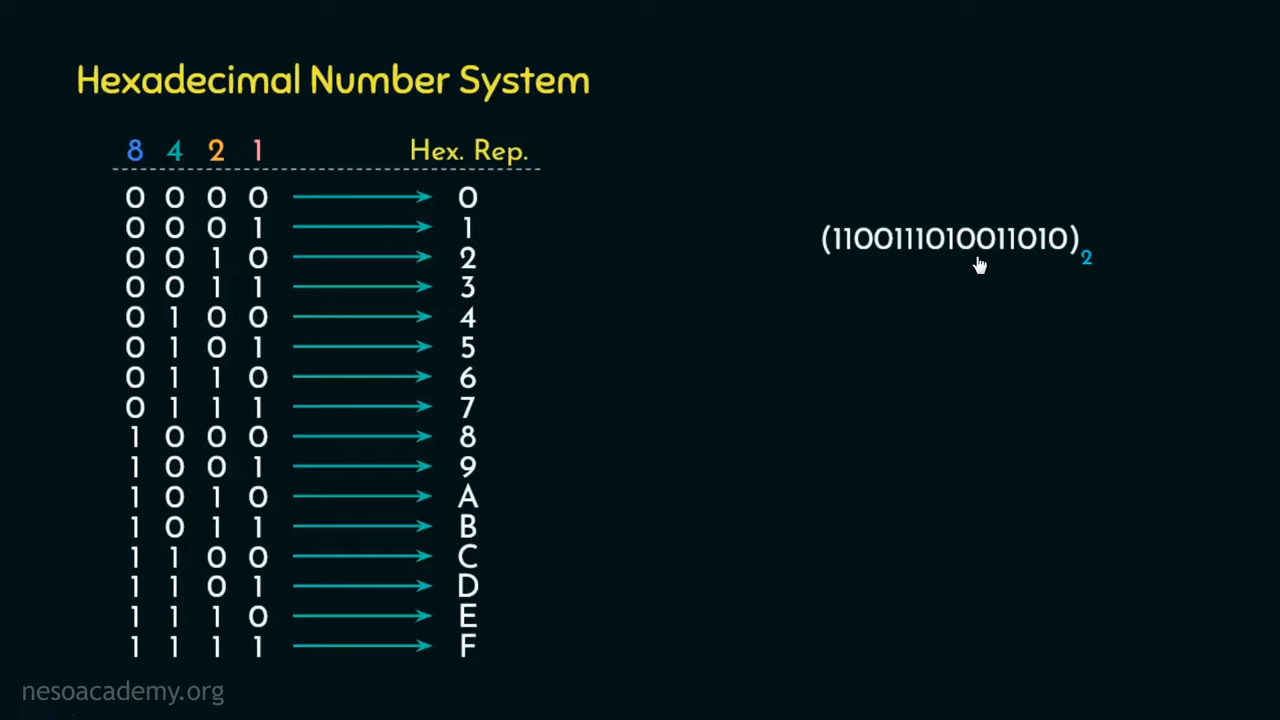 Hexadecimal Number System
8 4 2 1 Hex. Rep.
0 0 0 0 0
0 0 0 1 1
0 0 1 0 2
0 0 1 1 3
0 1 0 0 4
0 1 0 1 5
0 1 1 0 6
0 1 1 1 7
1 0 0 0 8
1 0 0 1 9
1 0 1 0 A
1 0 1 1 B
1 1 0 0 C
1 1 0 1 D
1 1 1 0 E
1 1 1 1 F
(1100111010011010)2
nesoacademy.org